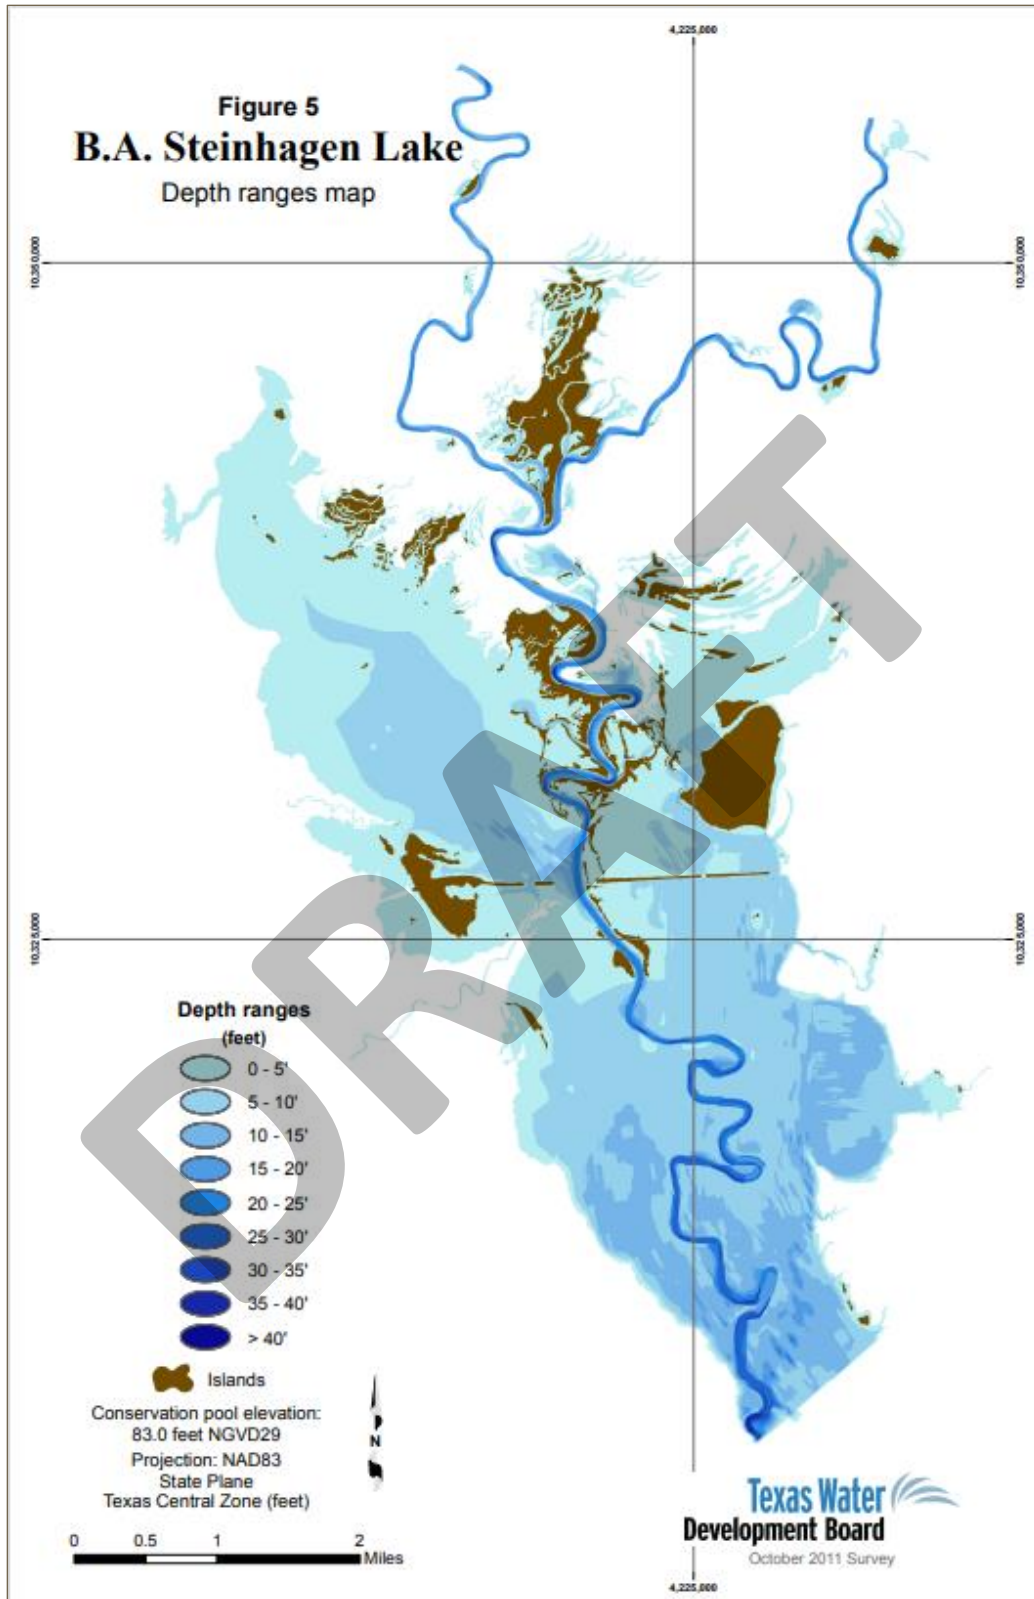 4,225,000
Figure 5
B.A. Steinhagen Lake
Depth ranges map
10,350,000
10,350,000
10,325,000
10,325,000
DRAFT
Depth ranges
(feet)
0 - 5'
5 - 10'
10 - 15'
15 - 20'
20 - 25'
25 - 30'
30 - 35'
35 - 40'
> 40'
Islands
Conservation pool elevation:
83.0 feet NGVD29
Projection: NAD83
State Plane
Texas Central Zone (feet)
N
0 0.5 1 2
Miles
Texas Water
Development Board
October 2011 Survey
4,225,000